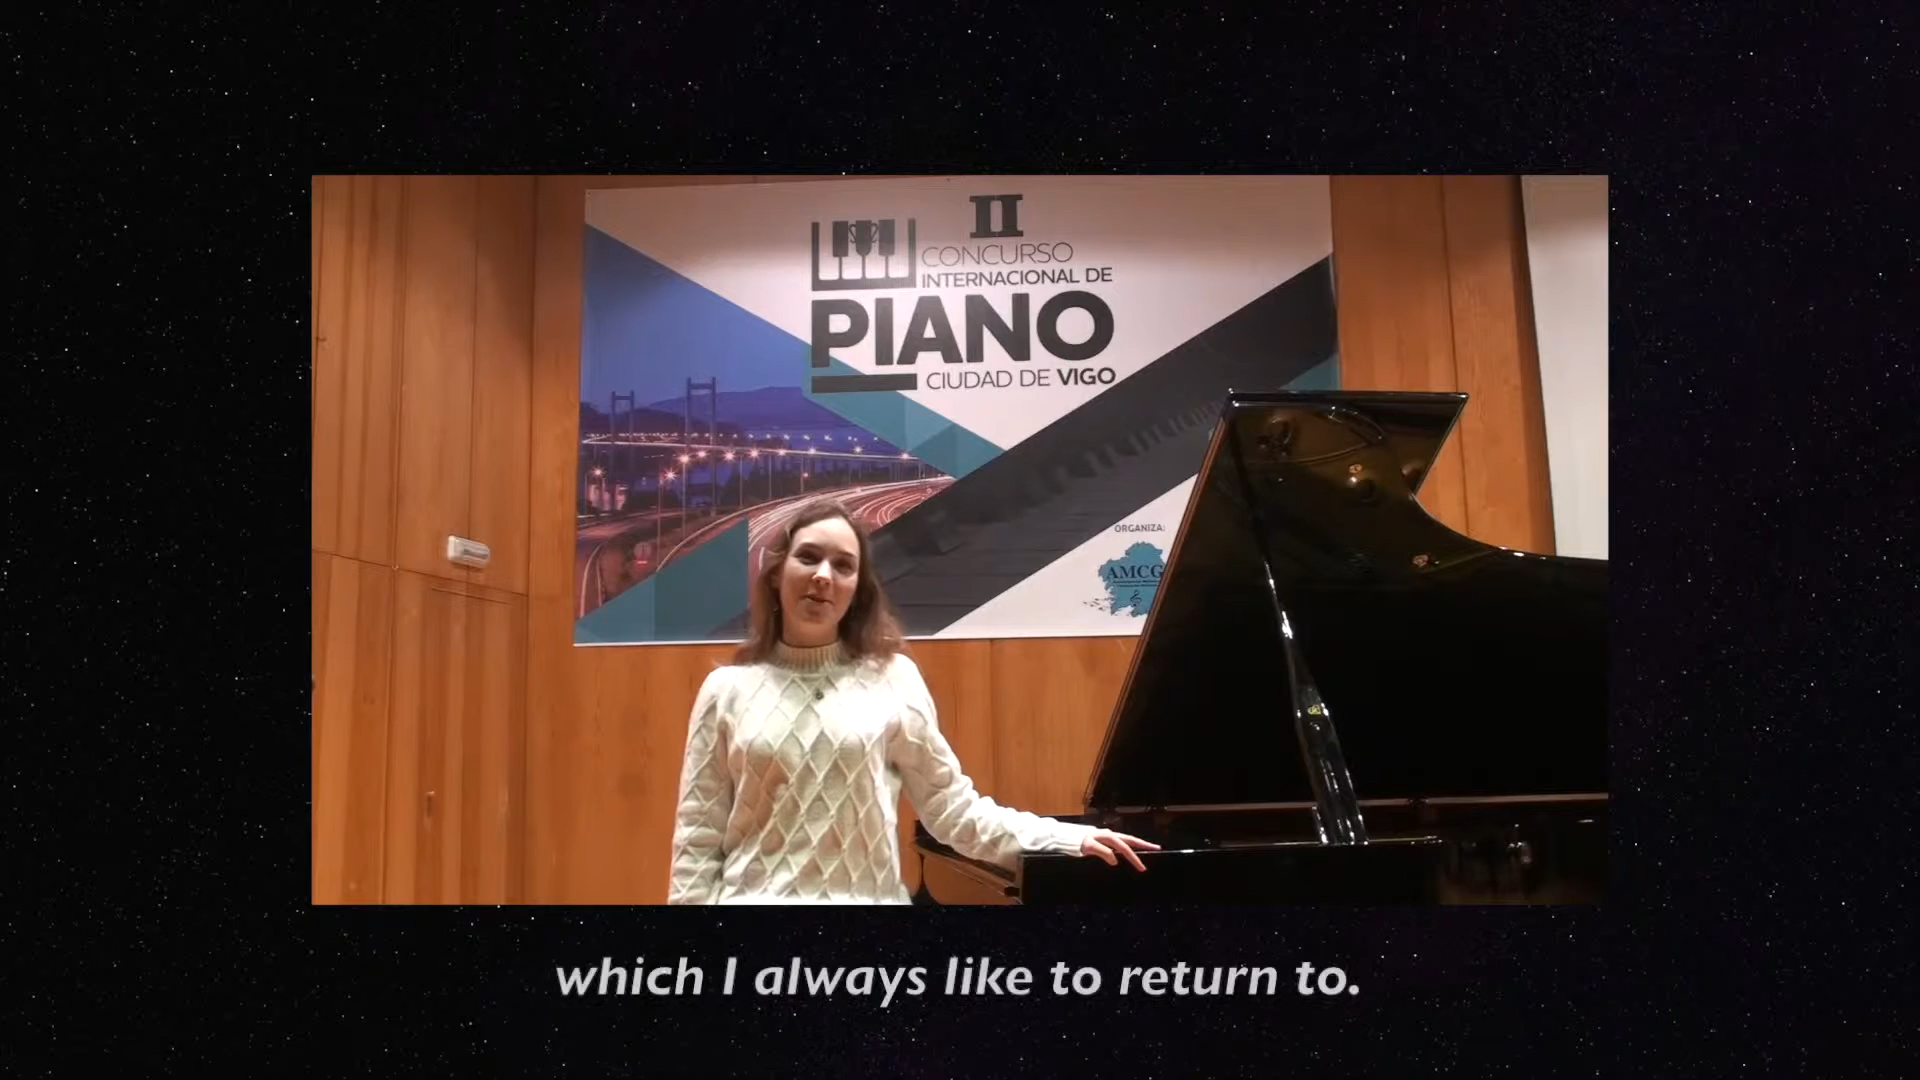 II
CONCURSO
INTERNACIONAL DE
PIANO
CIUDAD DE VIGO
ORGANIZA:
AMCG
which I always like to return to.